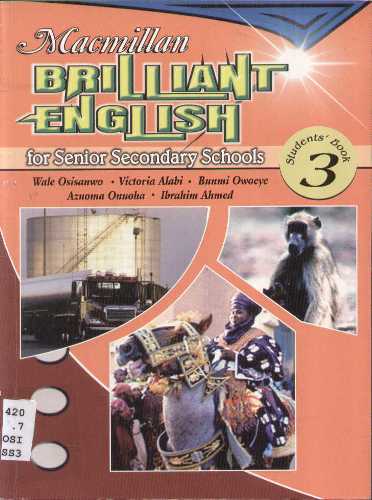 Macmillan
BRILLIANT
ENGLISH
for Senior Secondary Schools
Students' Book
3
Wale Osisanwo • Victoria Alabi • Bunmi Owoeye
Azuoma Onuoha • Ibrahim Ahmed
420
.7
OSI
SS3